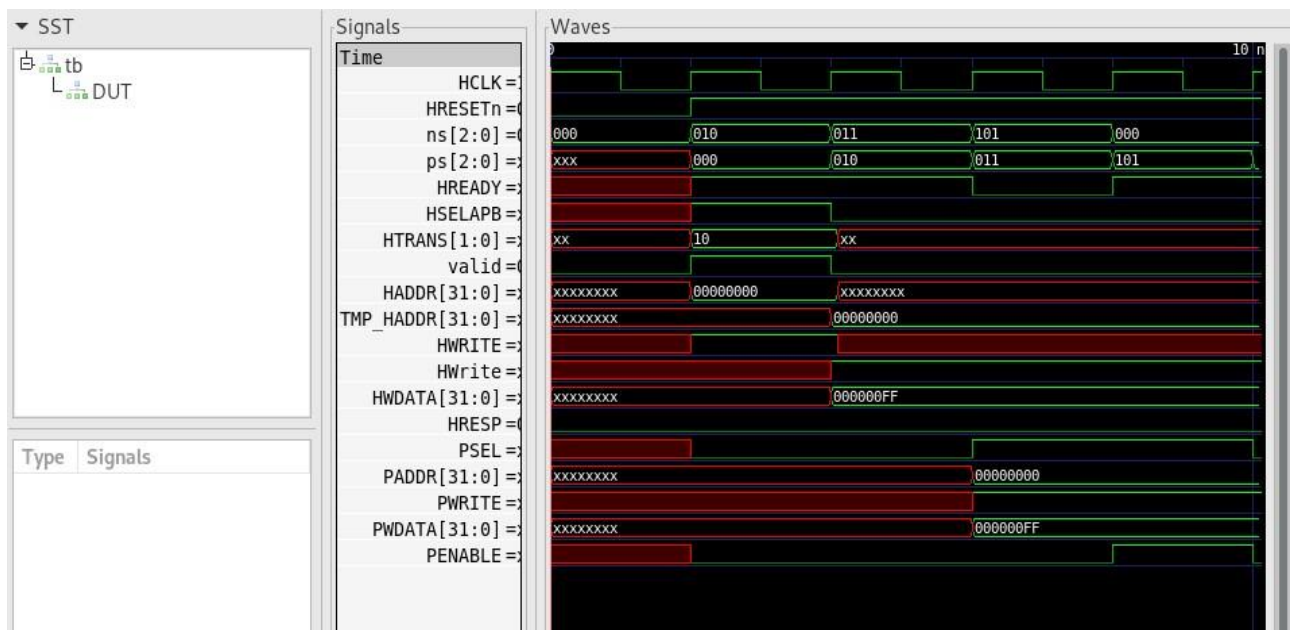 SST
tb
DUT
Type Signals
Signals
Time
HCLK =
HRESETn =
ns[2:0] =
ps[2:0] =
HREADY =
HSELAPB =
HTRANS[1:0] =
valid =
HADDR[31:0] =
TMP_HADDR[31:0] =
HWRITE =
HWrite =
HWDATA[31:0] =
HRESP =
PSEL =
PADDR[31:0] =
PWRITE =
PWDATA[31:0] =
PENABLE =
Waves
10 n
000 010 011 101 000
xxx 000 010 011 101
xx 10 xx
xxxxxxxx 00000000 xxxxxxxx
xxxxxxxx 00000000
xxxxxxxx 000000FF
xxxxxxxx 00000000
xxxxxxxx 000000FF